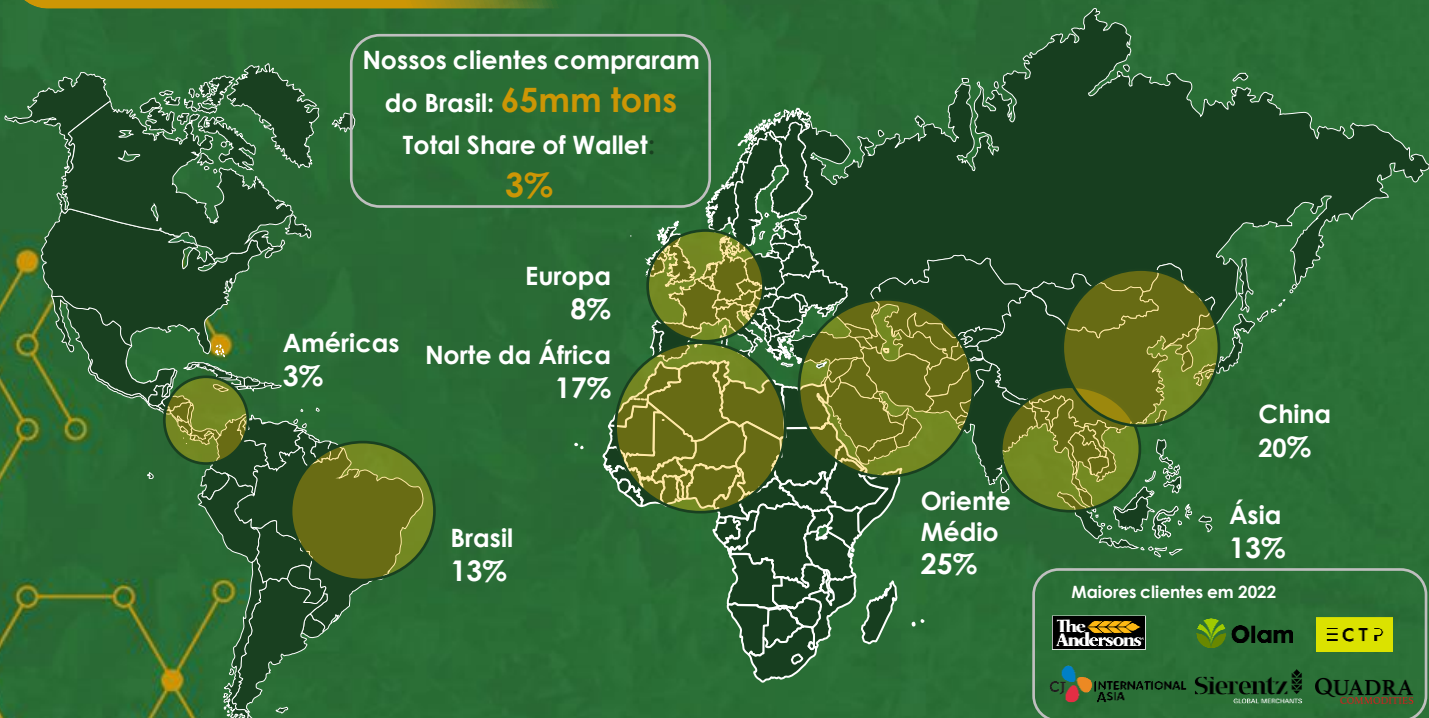 Nossos clientes compraram
do Brasil: 65mm tons
Total Share of Wallet:
3%
Europa
8%
Américas
3%
Norte da África
17%
China
20%
Oriente
Médio
25%
Ásia
13%
Brasil
13%
Maiores clientes em 2022
The
Andersons
Olam
ECTP
CJ INTERNATIONAL
ASIA
Sierentz
GLOBAL MERCHANTS
QUADRA